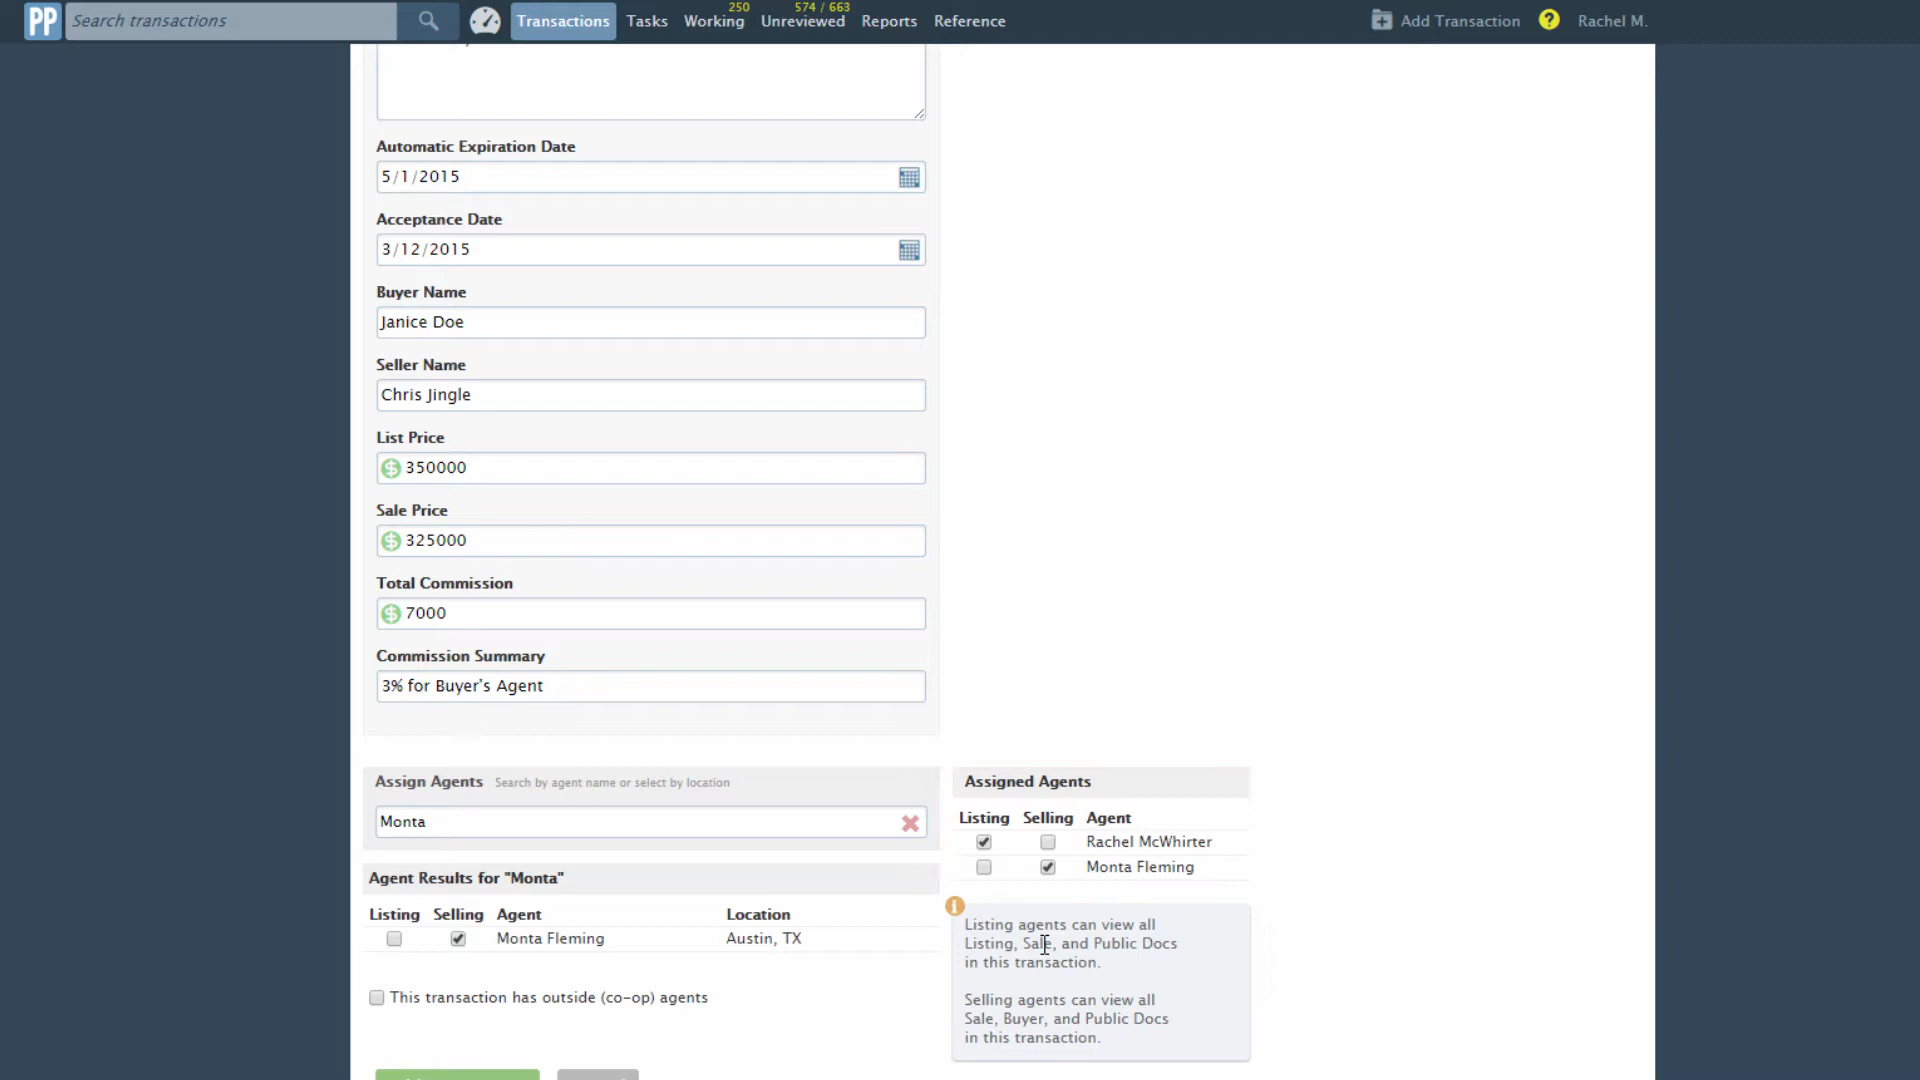 PP Search transactions Transactions Tasks Working 250 Unreviewed 574 / 663 Reports Reference Add Transaction ? Rachel M.
Automatic Expiration Date
5/1/2015
Acceptance Date
3/12/2015
Buyer Name
Janice Doe
Seller Name
Chris Jingle
List Price
$ 350000
Sale Price
$ 325000
Total Commission
$ 7000
Commission Summary
3% for Buyer's Agent
Assign Agents Search by agent name or select by location
Monta
Agent Results for "Monta"
Listing Selling Agent Location
Monta Fleming Austin, TX
This transaction has outside (co-op) agents
Assigned Agents
Listing Selling Agent
Rachel McWhirter
Monta Fleming
i
Listing agents can view all
Listing, Sale, and Public Docs
in this transaction.
Selling agents can view all
Sale, Buyer, and Public Docs
in this transaction.